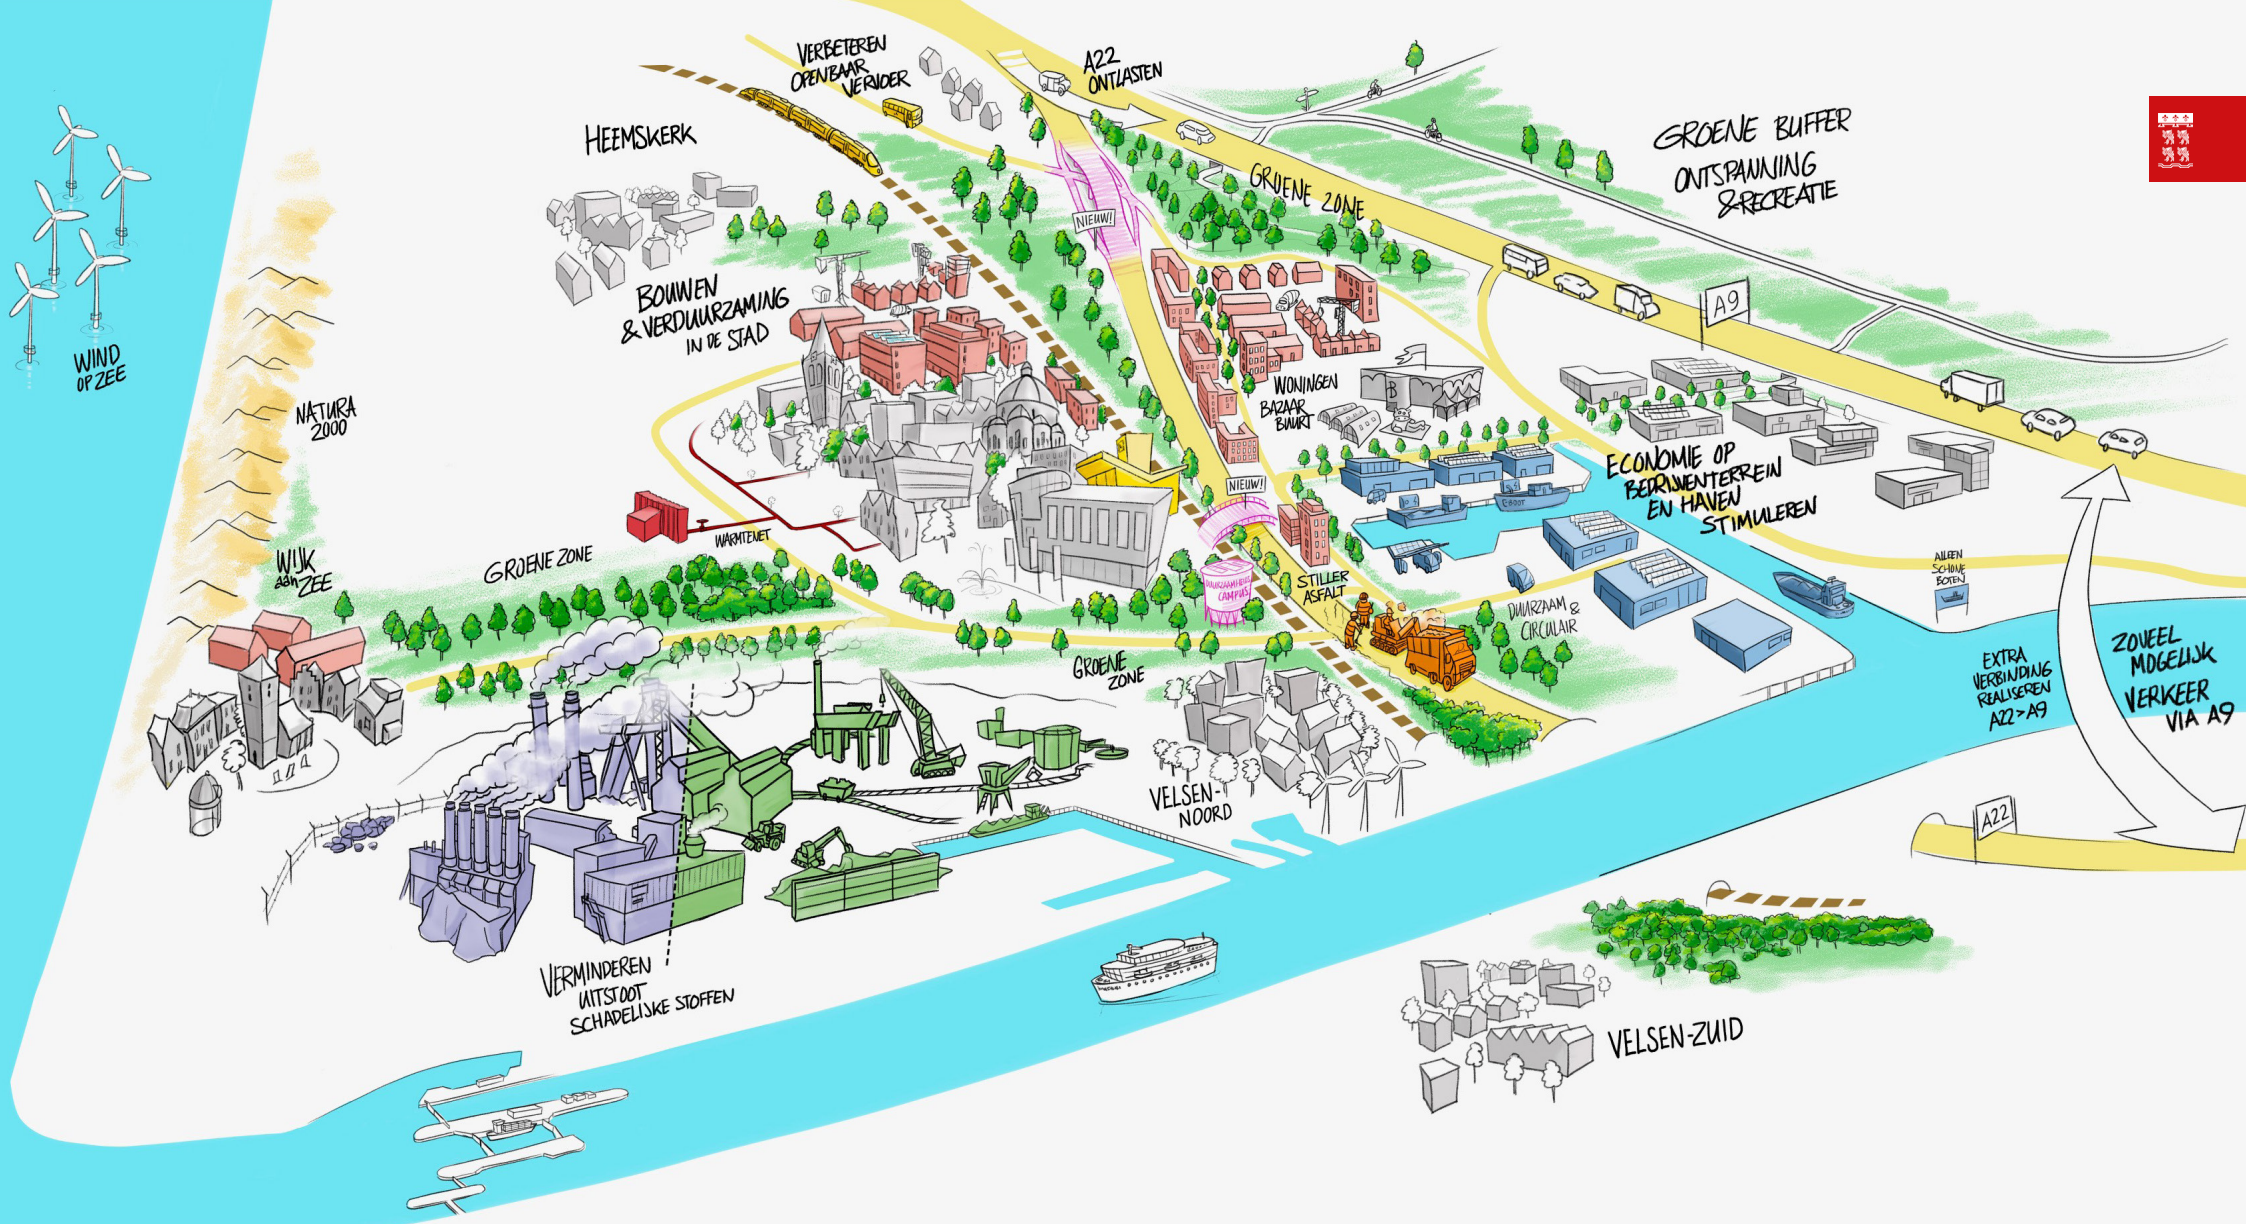 VERBETEREN
OPENBAAR
VERVOER
A22
ONTLASTEN
HEEMSKERK
GROENE BUFFER
ONTSPANNING
& RECREATIE
GROENE ZONE
NIEUW!
BOUWEN
& VERDUURZAMING
IN DE STAD
A9
WIND
OP ZEE
NATURA
2000
WONINGEN
BAZAAR
BUURT
B
ECONOMIE OP
BEDRIJVENTERREIN
EN HAVEN
STIMULEREN
NIEUW!
E-BOOT
WARMTENET
WIJK
aan ZEE
GROENE ZONE
STILLER
ASFALT
DUURZAAMHEIDS
CAMPUS
DUURZAAM &
CIRCULAIR
ALLEEN
SCHONE
BOTEN
GROENE
ZONE
EXTRA
VERBINDING
REALISEREN
A22 > A9
ZOVEEL
MOGELIJK
VERKEER
VIA A9
VELSEN-
NOORD
A22
VERMINDEREN
UITSTOOT
SCHADELIJKE STOFFEN
VELSEN-ZUID